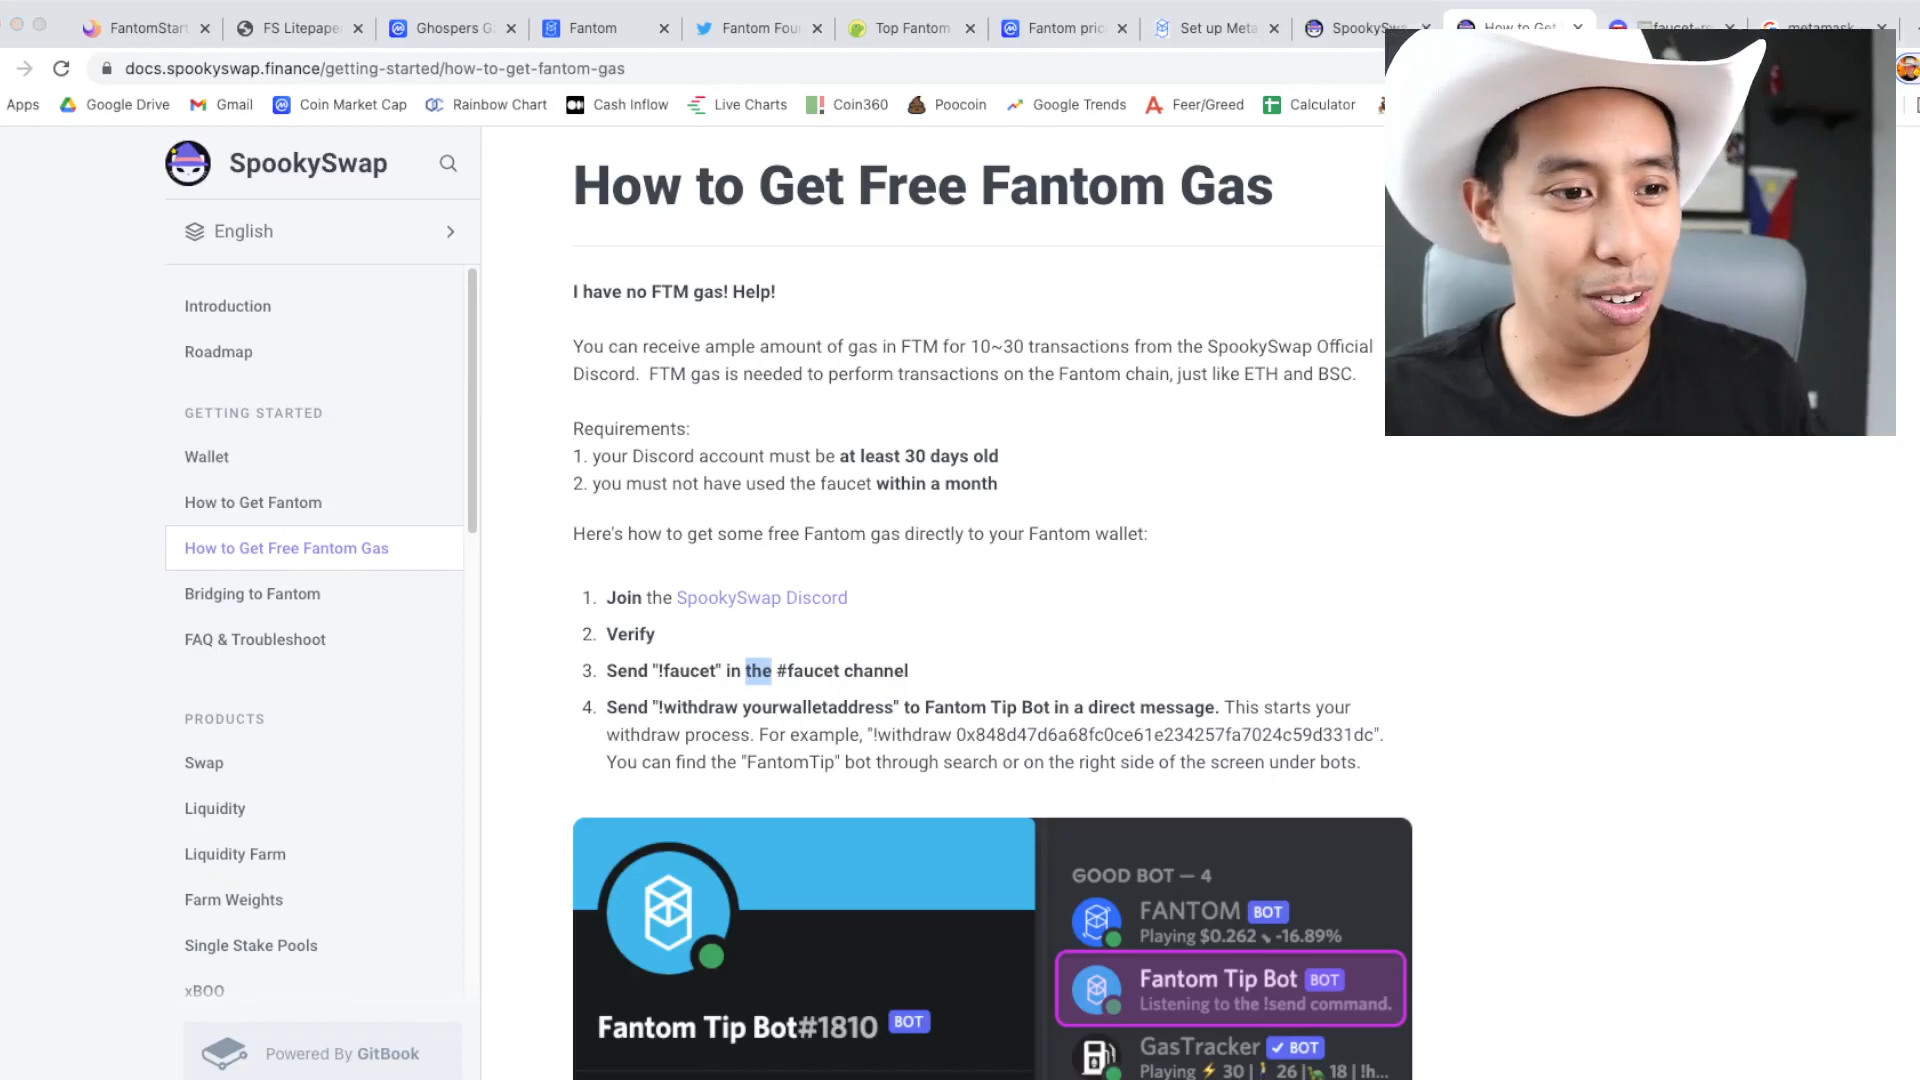 FantomStart
FS Litepape
Ghospers G
Fantom
Fantom Four
Top Fantom
Fantom pric
Set up Meta
SpookySw
How to Get
faucet-r
metamask
docs.spookyswap.finance/getting-started/how-to-get-fantom-gas
Apps
Google Drive
Gmail
Coin Market Cap
Rainbow Chart
Cash Inflow
Live Charts
Coin360
Poocoin
Google Trends
Feer/Greed
Calculator
SpookySwap
English
Introduction
Roadmap
GETTING STARTED
Wallet
How to Get Fantom
How to Get Free Fantom Gas
Bridging to Fantom
FAQ & Troubleshoot
PRODUCTS
Swap
Liquidity
Liquidity Farm
Farm Weights
Single Stake Pools
xBOO
Powered By GitBook
How to Get Free Fantom Gas
I have no FTM gas! Help!
You can receive ample amount of gas in FTM for 10~30 transactions from the SpookySwap Official
Discord. FTM gas is needed to perform transactions on the Fantom chain, just like ETH and BSC.
Requirements:
1. your Discord account must be at least 30 days old
2. you must not have used the faucet within a month
Here's how to get some free Fantom gas directly to your Fantom wallet:
1. Join the SpookySwap Discord
2. Verify
3. Send "!faucet" in the #faucet channel
4. Send "!withdraw yourwalletaddress" to Fantom Tip Bot in a direct message. This starts your
withdraw process. For example, "!withdraw 0x848d47d6a68fc0ce61e234257fa7024c59d331dc".
You can find the "FantomTip" bot through search or on the right side of the screen under bots.
Fantom Tip Bot#1810 BOT
GOOD BOT — 4
FANTOM BOT
Playing $0.262 -16.89%
Fantom Tip Bot BOT
Listening to the !send command.
GasTracker BOT
Playing 30 | 26 | 18 | !h...